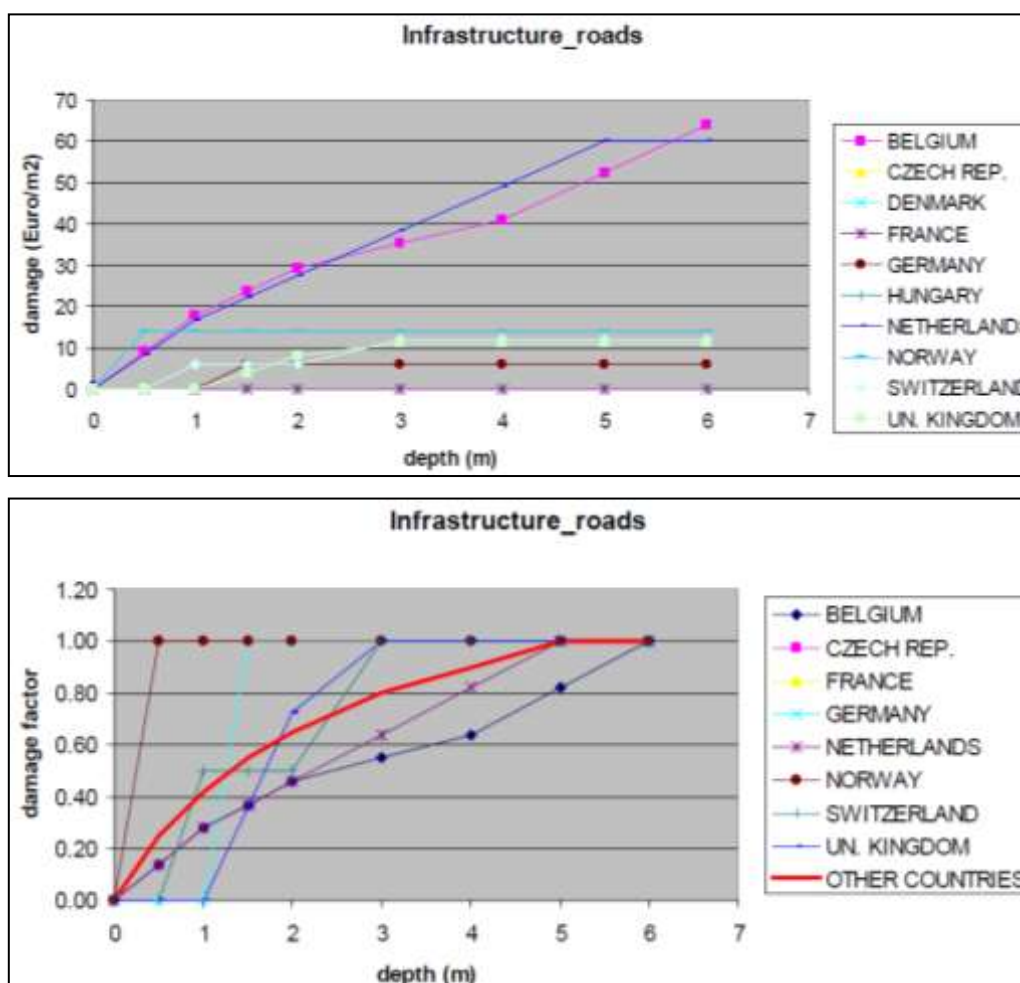 Infrastructure_roads
damage (Euro/m2)
70
60
50
40
30
20
10
0
0 1 2 3 4 5 6 7
depth (m)
BELGIUM
CZECH REP.
DENMARK
FRANCE
GERMANY
HUNGARY
NETHERLANDS
NORWAY
SWITZERLAND
UN. KINGDOM
Infrastructure_roads
damage factor
1.20
1.00
0.80
0.60
0.40
0.20
0.00
0 1 2 3 4 5 6 7
depth (m)
BELGIUM
CZECH REP.
FRANCE
GERMANY
NETHERLANDS
NORWAY
SWITZERLAND
UN. KINGDOM
OTHER COUNTRIES